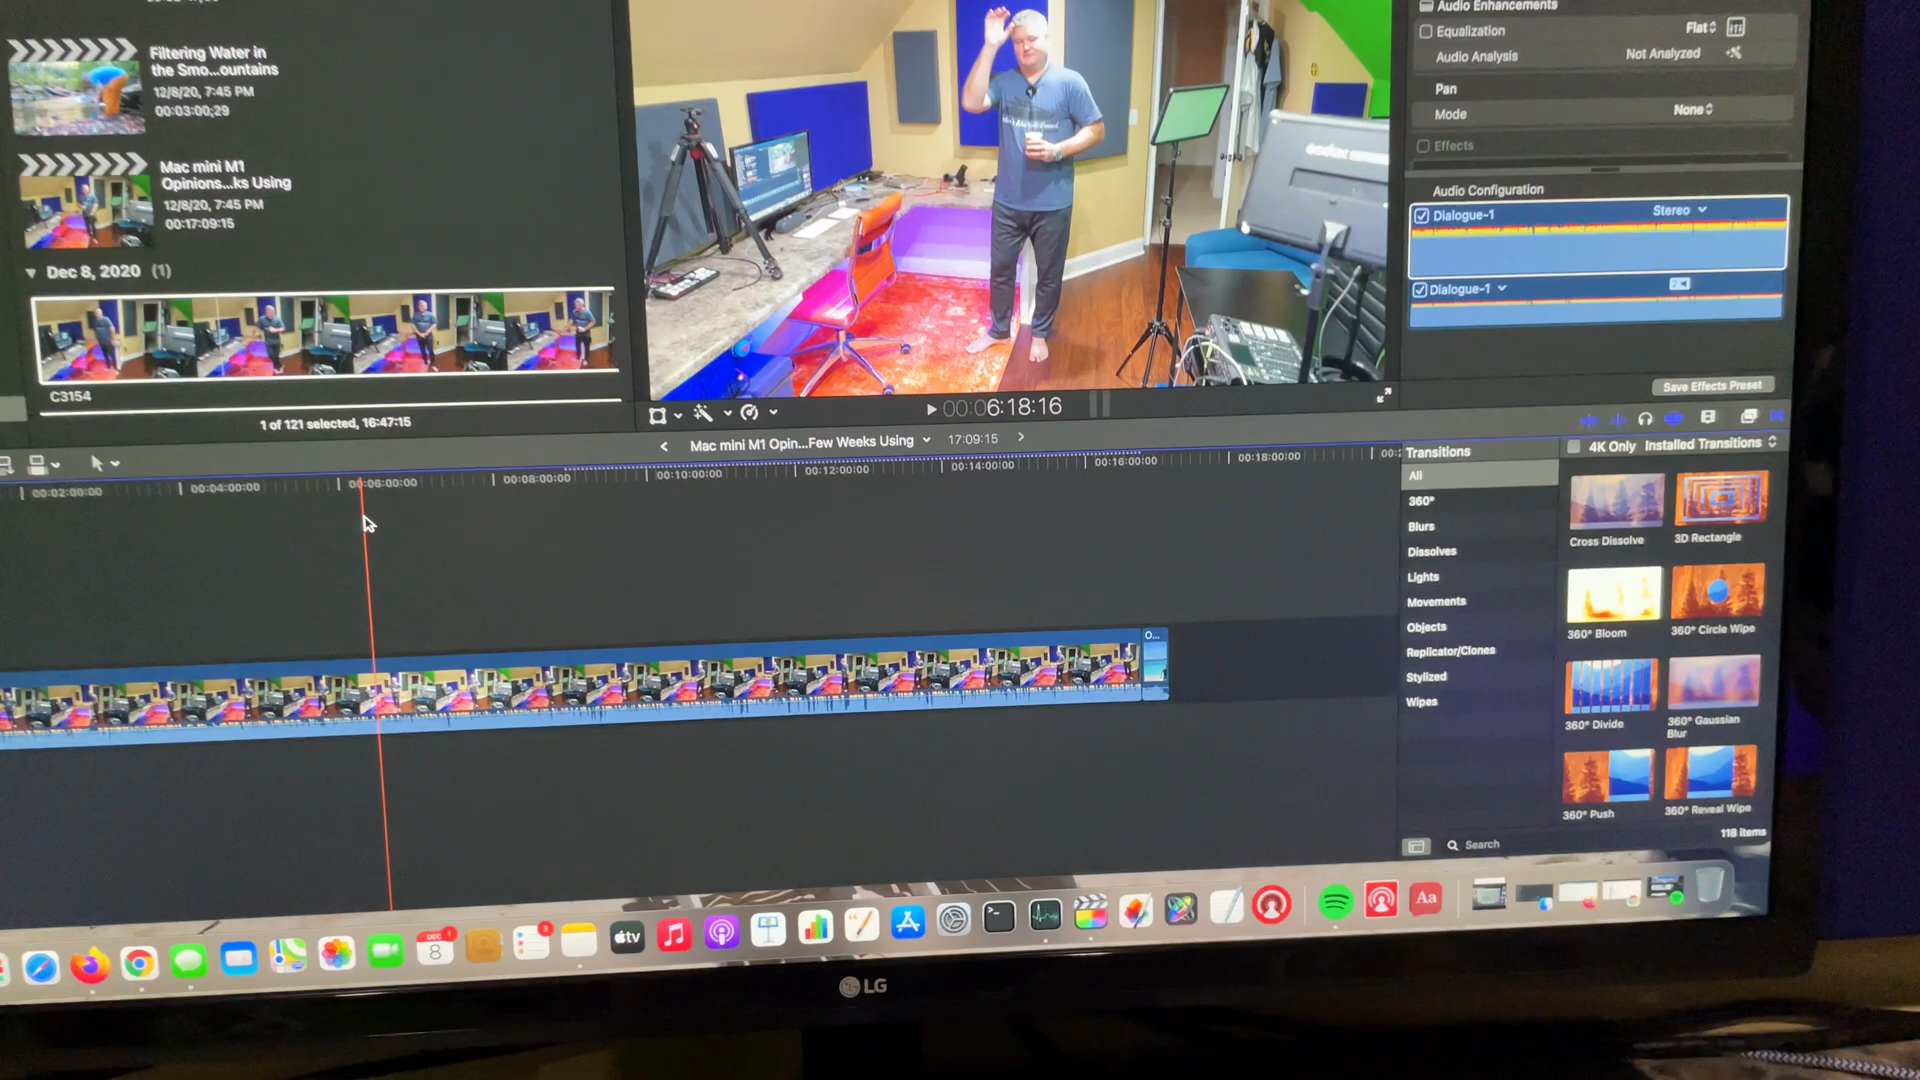 Filtering Water in
the Smo...ountains
12/8/20, 7:45 PM
00:03:00;29
Mac mini M1
Opinions...ks Using
12/8/20, 7:45 PM
00:17:09:15
Dec 8, 2020 (1)
C3154
1 of 121 selected, 16:47:15
00:06:18:16
Audio Enhancements
Equalization
Flat
Audio Analysis
Not Analyzed
Pan
Mode
None
Effects
Audio Configuration
Dialogue-1
Stereo
Dialogue-1
Save Effects Preset
Mac mini M1 Opin...Few Weeks Using
17:09:15
00:02:00:00
00:04:00:00
00:06:00:00
00:08:00:00
00:10:00:00
00:12:00:00
00:14:00:00
00:16:00:00
00:18:00:00
O...
Transitions
4K Only
Installed Transitions
All
360°
Blurs
Dissolves
Lights
Movements
Objects
Replicator/Clones
Stylized
Wipes
Cross Dissolve
3D Rectangle
360° Bloom
360° Circle Wipe
360° Divide
360° Gaussian
Blur
360° Push
360° Reveal Wipe
118 items
Search
DEC
8
1
3
tv
Aa
LG